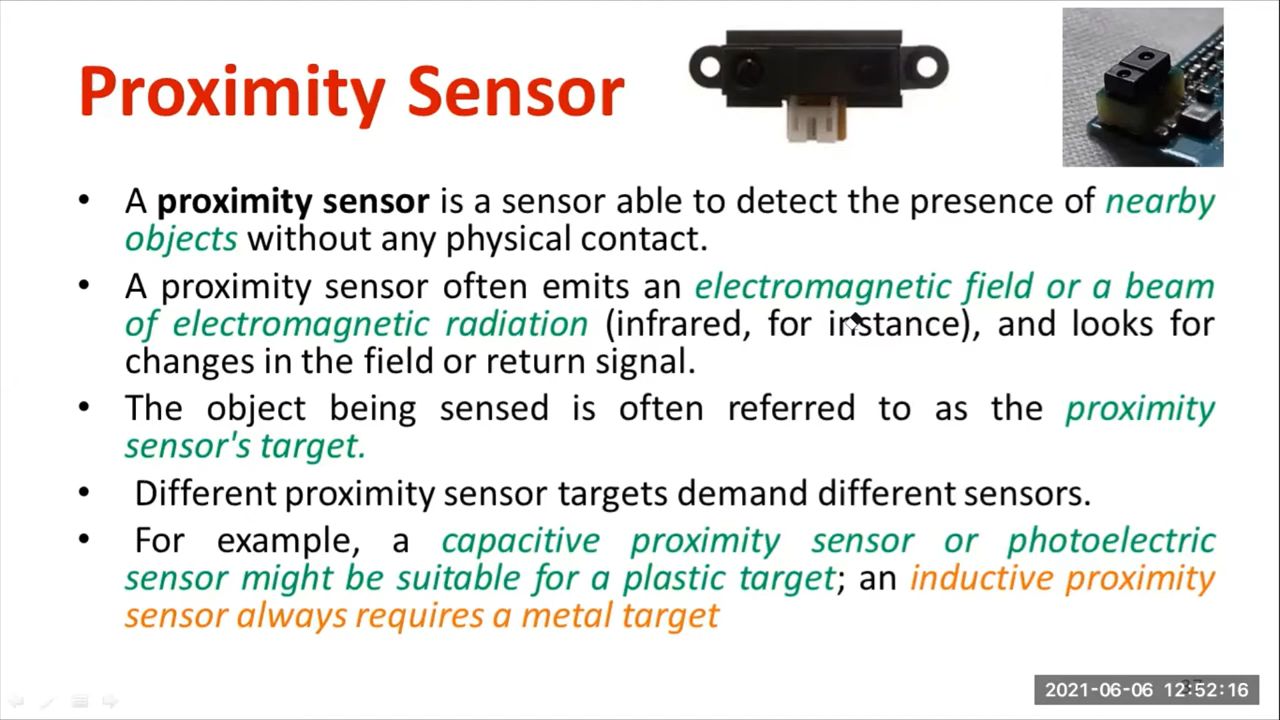 Proximity Sensor
• A proximity sensor is a sensor able to detect the presence of nearby
objects without any physical contact.
• A proximity sensor often emits an electromagnetic field or a beam
of electromagnetic radiation (infrared, for instance), and looks for
changes in the field or return signal.
• The object being sensed is often referred to as the proximity
sensor's target.
• Different proximity sensor targets demand different sensors.
• For example, a capacitive proximity sensor or photoelectric
sensor might be suitable for a plastic target; an inductive proximity
sensor always requires a metal target
2021-06-06 12:52:16